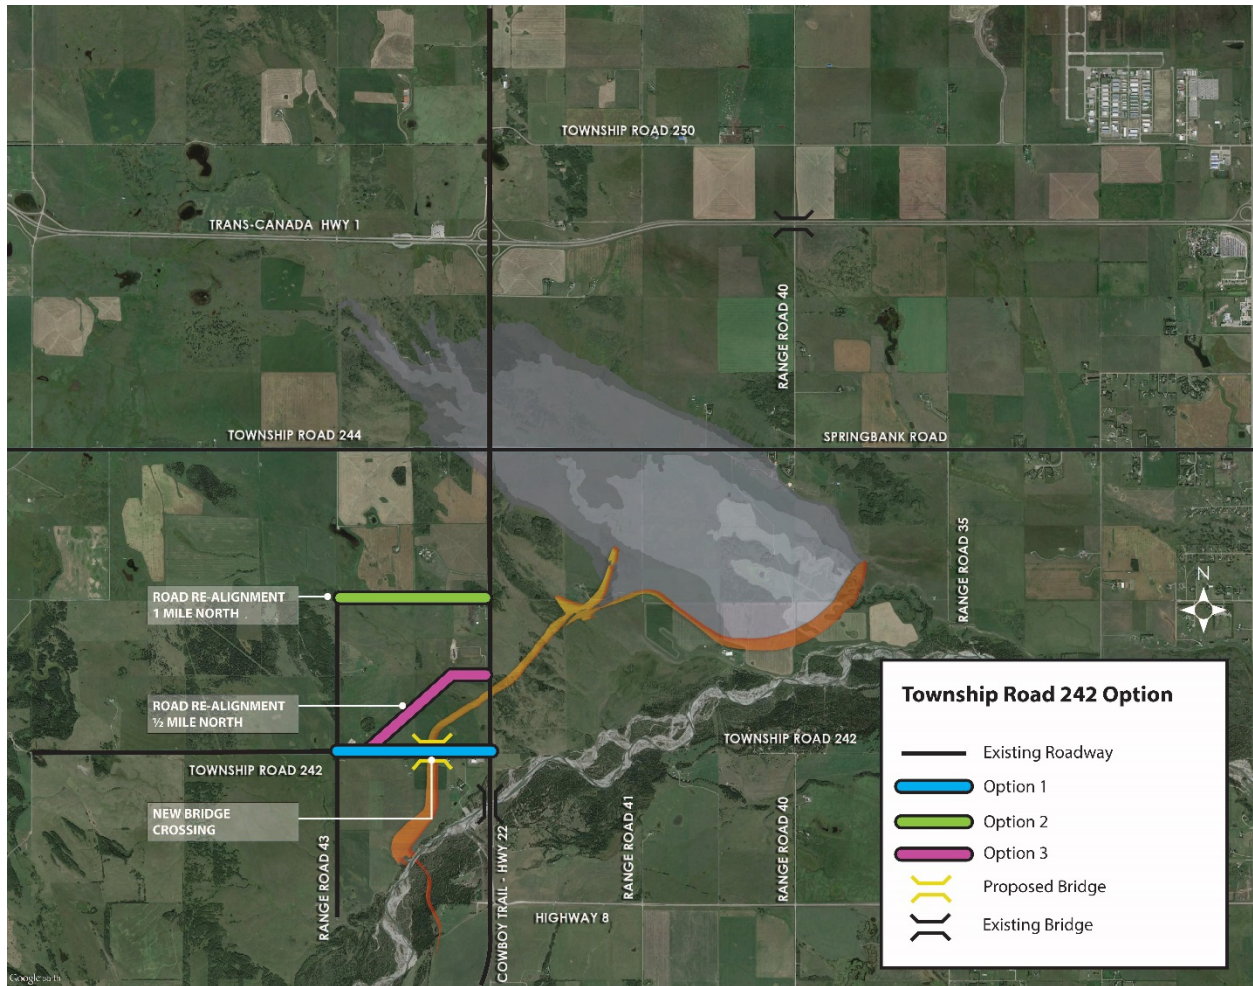 TOWNSHIP ROAD 250
TRANS-CANADA HWY 1
RANGE ROAD 40
TOWNSHIP ROAD 244
SPRINGBANK ROAD
RANGE ROAD 35
N
ROAD RE-ALIGNMENT
1 MILE NORTH
ROAD RE-ALIGNMENT
½ MILE NORTH
TOWNSHIP ROAD 242
TOWNSHIP ROAD 242
NEW BRIDGE
CROSSING
RANGE ROAD 43
COWBOY TRAIL - HWY 22
RANGE ROAD 41
RANGE ROAD 40
HIGHWAY 8
Township Road 242 Option
Existing Roadway
Option 1
Option 2
Option 3
Proposed Bridge
Existing Bridge
Google earth